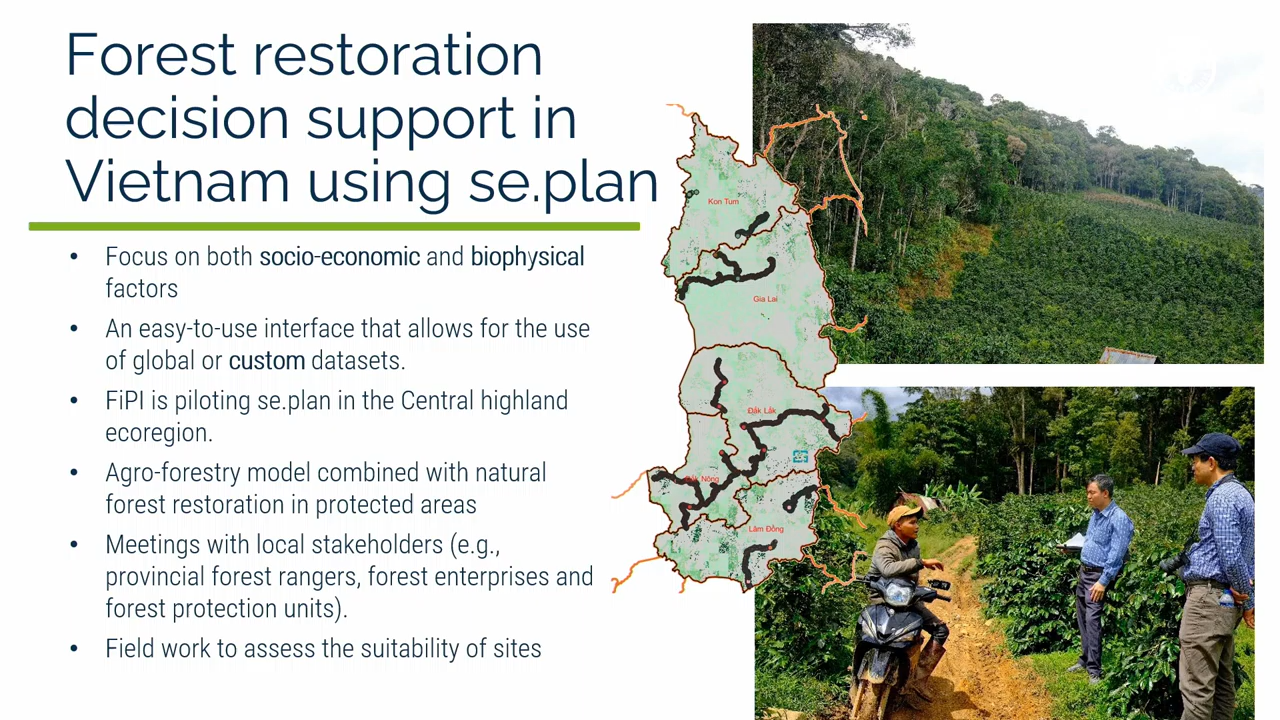 Forest restoration
decision support in
Vietnam using se.plan
• Focus on both socio-economic and biophysical
factors
• An easy-to-use interface that allows for the use
of global or custom datasets.
• FiPI is piloting se.plan in the Central highland
ecoregion.
• Agro-forestry model combined with natural
forest restoration in protected areas
• Meetings with local stakeholders (e.g.,
provincial forest rangers, forest enterprises and
forest protection units).
• Field work to assess the suitability of sites
Kon Tum
Gia Lai
Đắk Lắk
Nông
Lâm Đồng